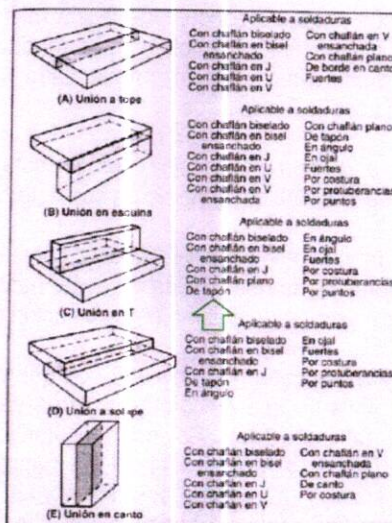 Aplicable a soldaduras
Con chaflán biselado
Con chaflán en bisel
ensanchado
Con chaflán en J
Con chaflán en U
Con chaflán en V
Con chaflán en V
ensanchada
Con chaflán plano
De borde en canto
Fuertes
(A) Unión a tope
Aplicable a soldaduras
Con chaflán biselado
Con chaflán en bisel
ensanchado
Con chaflán en J
Con chaflán en U
Con chaflán en V
Con chaflán en V
ensanchada
Con chaflán plano
De tapón
En ángulo
En ojal
Fuertes
Por costura
Por protuberancias
Por puntos
(B) Unión en esquina
Aplicable a soldaduras
Con chaflán biselado
Con chaflán en bisel
ensanchado
Con chaflán en J
Con chaflán plano
De tapón
En ángulo
En ojal
Fuertes
Por costura
Por protuberancias
Por puntos
(C) Unión en T
Aplicable a soldaduras
Con chaflán biselado
Con chaflán en bisel
ensanchado
Con chaflán en J
De tapón
En ángulo
En ojal
Fuertes
Por costura
Por protuberancias
Por puntos
(D) Unión a solape
Aplicable a soldaduras
Con chaflán biselado
Con chaflán en bisel
ensanchado
Con chaflán en J
Con chaflán en U
Con chaflán en V
Con chaflán en V
ensanchada
Con chaflán plano
De canto
Por costura
(E) Unión en canto